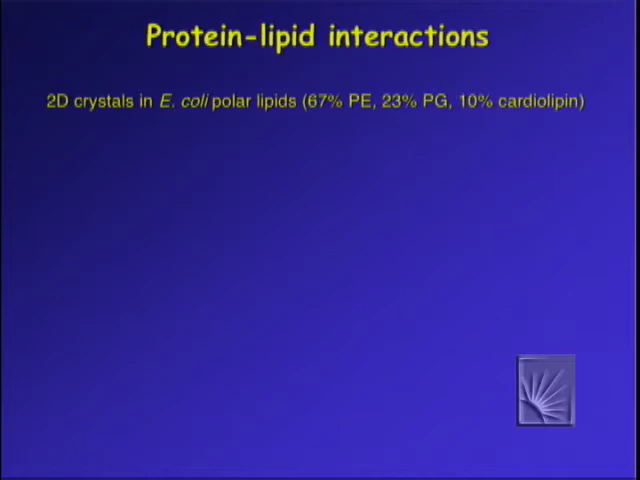 Protein-lipid interactions
2D crystals in E. coli polar lipids (67% PE, 23% PG, 10% cardiolipin)